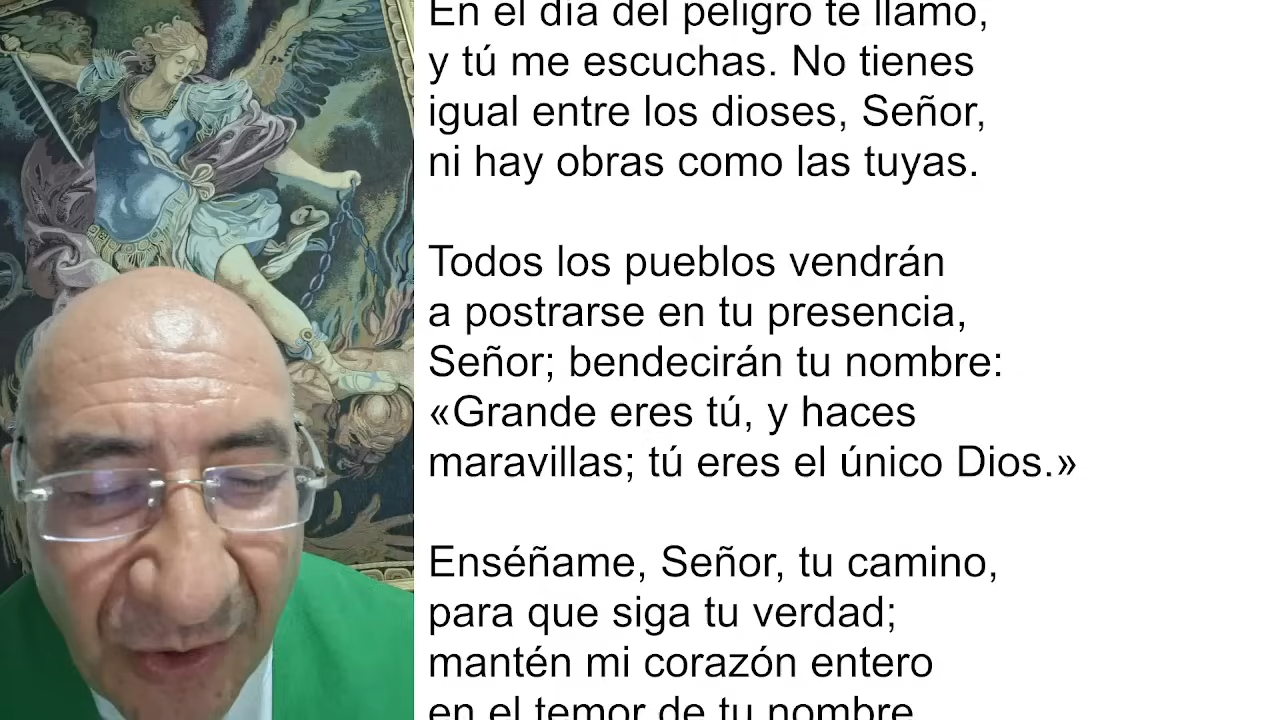 En el día del peligro te llamo,
y tú me escuchas. No tienes
igual entre los dioses, Señor,
ni hay obras como las tuyas.
Todos los pueblos vendrán
a postrarse en tu presencia,
Señor; bendecirán tu nombre:
«Grande eres tú, y haces
maravillas; tú eres el único Dios.»
Enséñame, Señor, tu camino,
para que siga tu verdad;
mantén mi corazón entero
en el temor de tu nombre